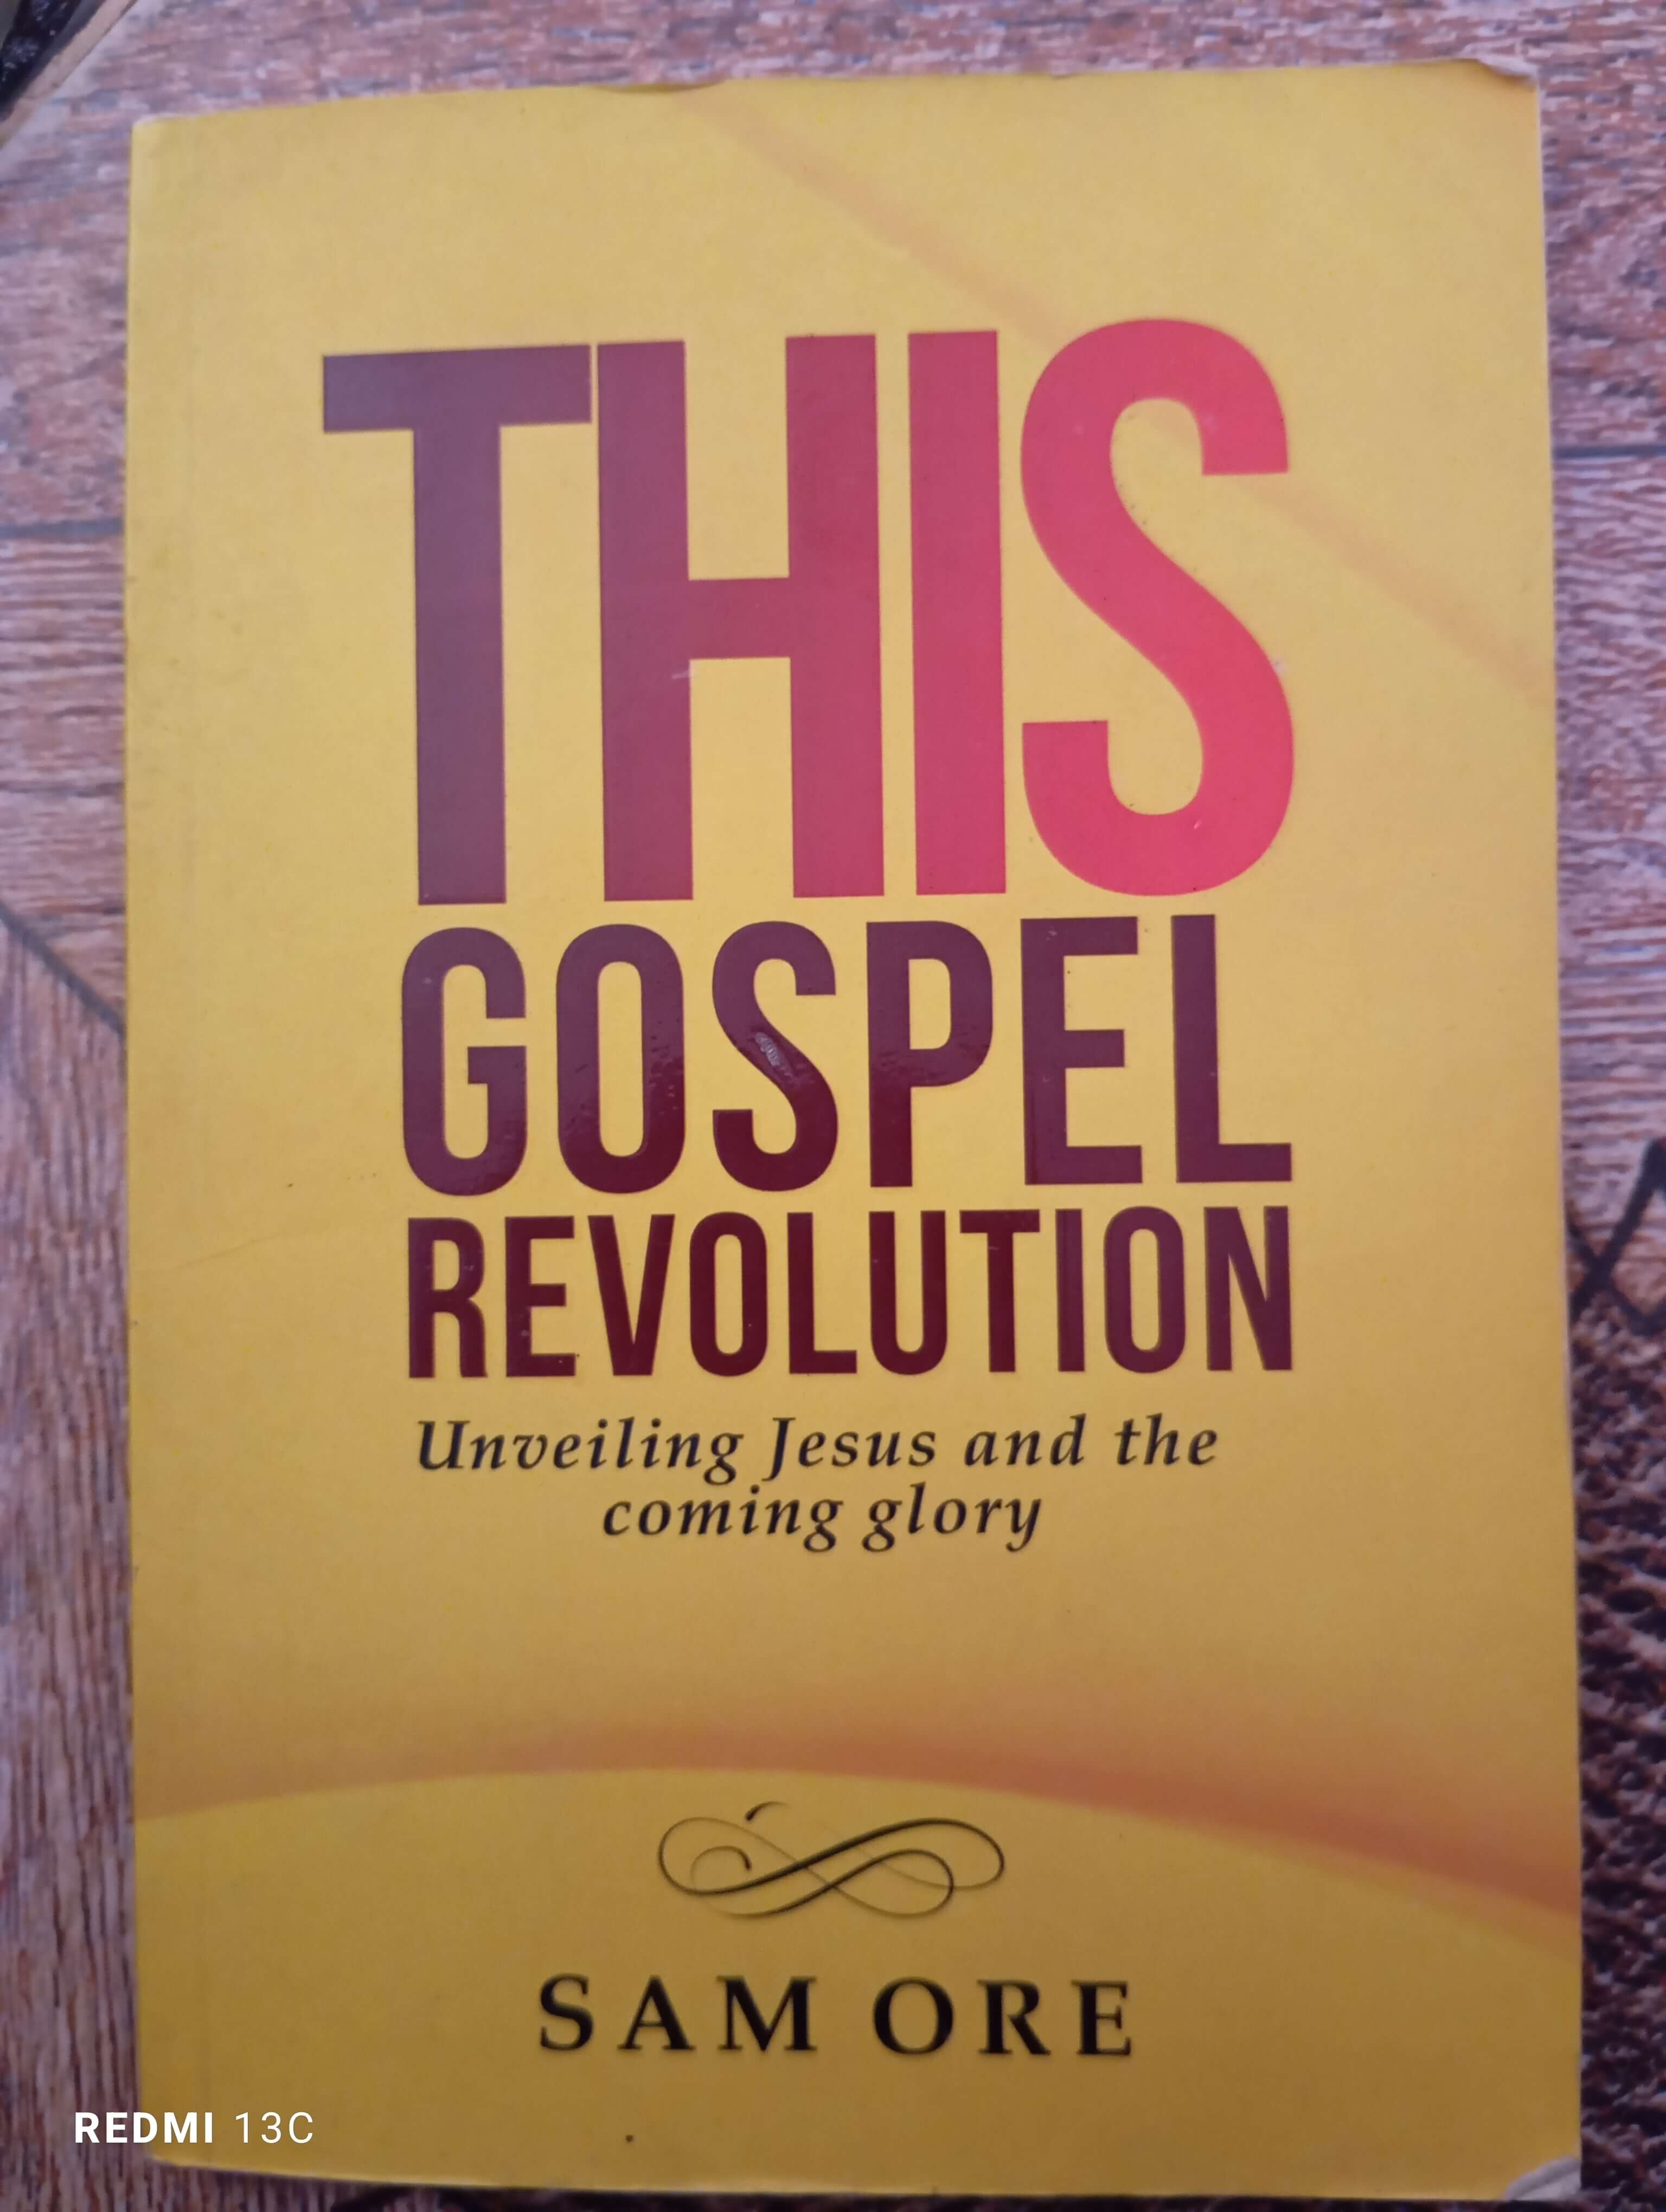 THIS
GOSPEL
REVOLUTION
Unveiling Jesus and the
coming glory
SAM ORE
REDMI 13C